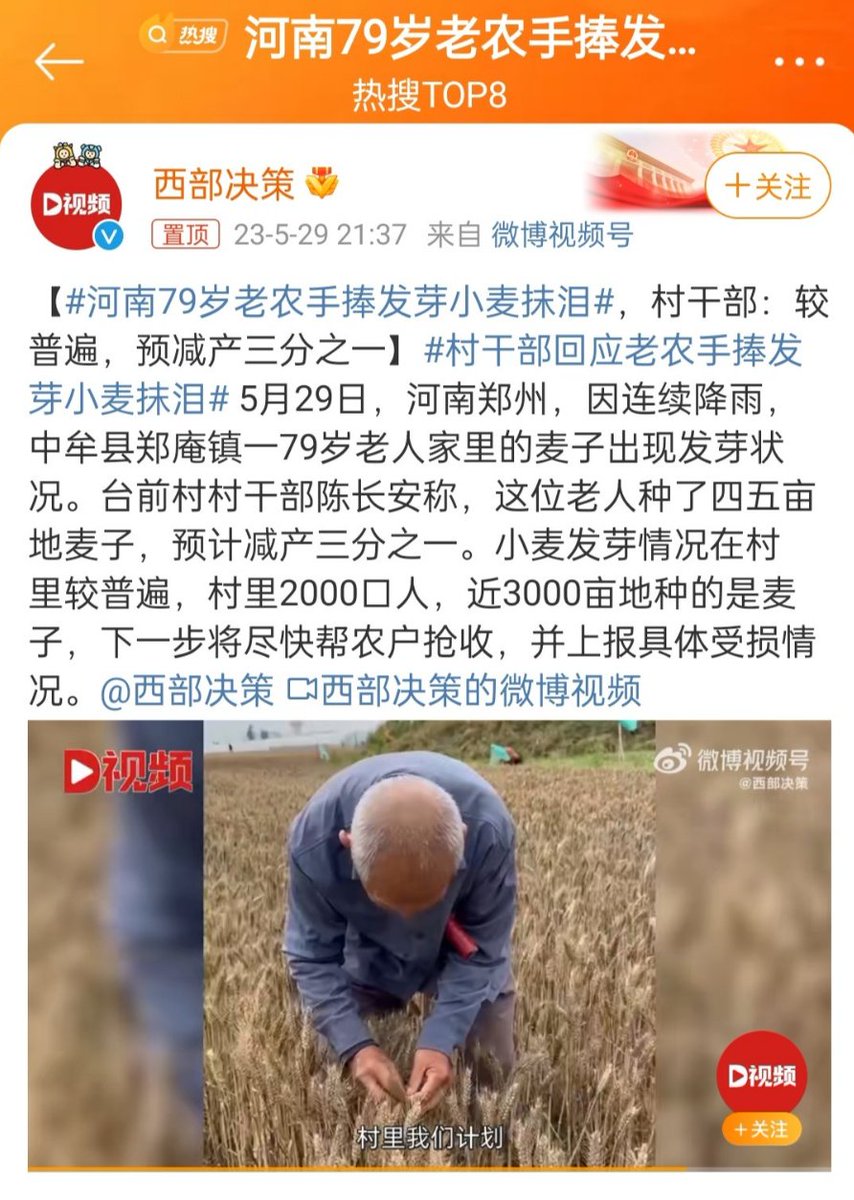 热搜 河南79岁老农手捧发...
热搜TOP8
D视频
西部决策
+关注
置顶 23-5-29 21:37 来自 微博视频号
【#河南79岁老农手捧发芽小麦抹泪#，村干部：较
普遍，预减产三分之一】#村干部回应老农手捧发
芽小麦抹泪# 5月29日，河南郑州，因连续降雨，
中牟县郑庵镇一79岁老人家里的麦子出现发芽状
况。台前村村干部陈长安称，这位老人种了四五亩
地麦子，预计减产三分之一。小麦发芽情况在村
里较普遍，村里2000口人，近3000亩地种的是麦
子，下一步将尽快帮农户抢收，并上报具体受损情
况。@西部决策 西部决策的微博视频
D视频
微博视频号
@西部决策
D视频
+关注
村里我们计划